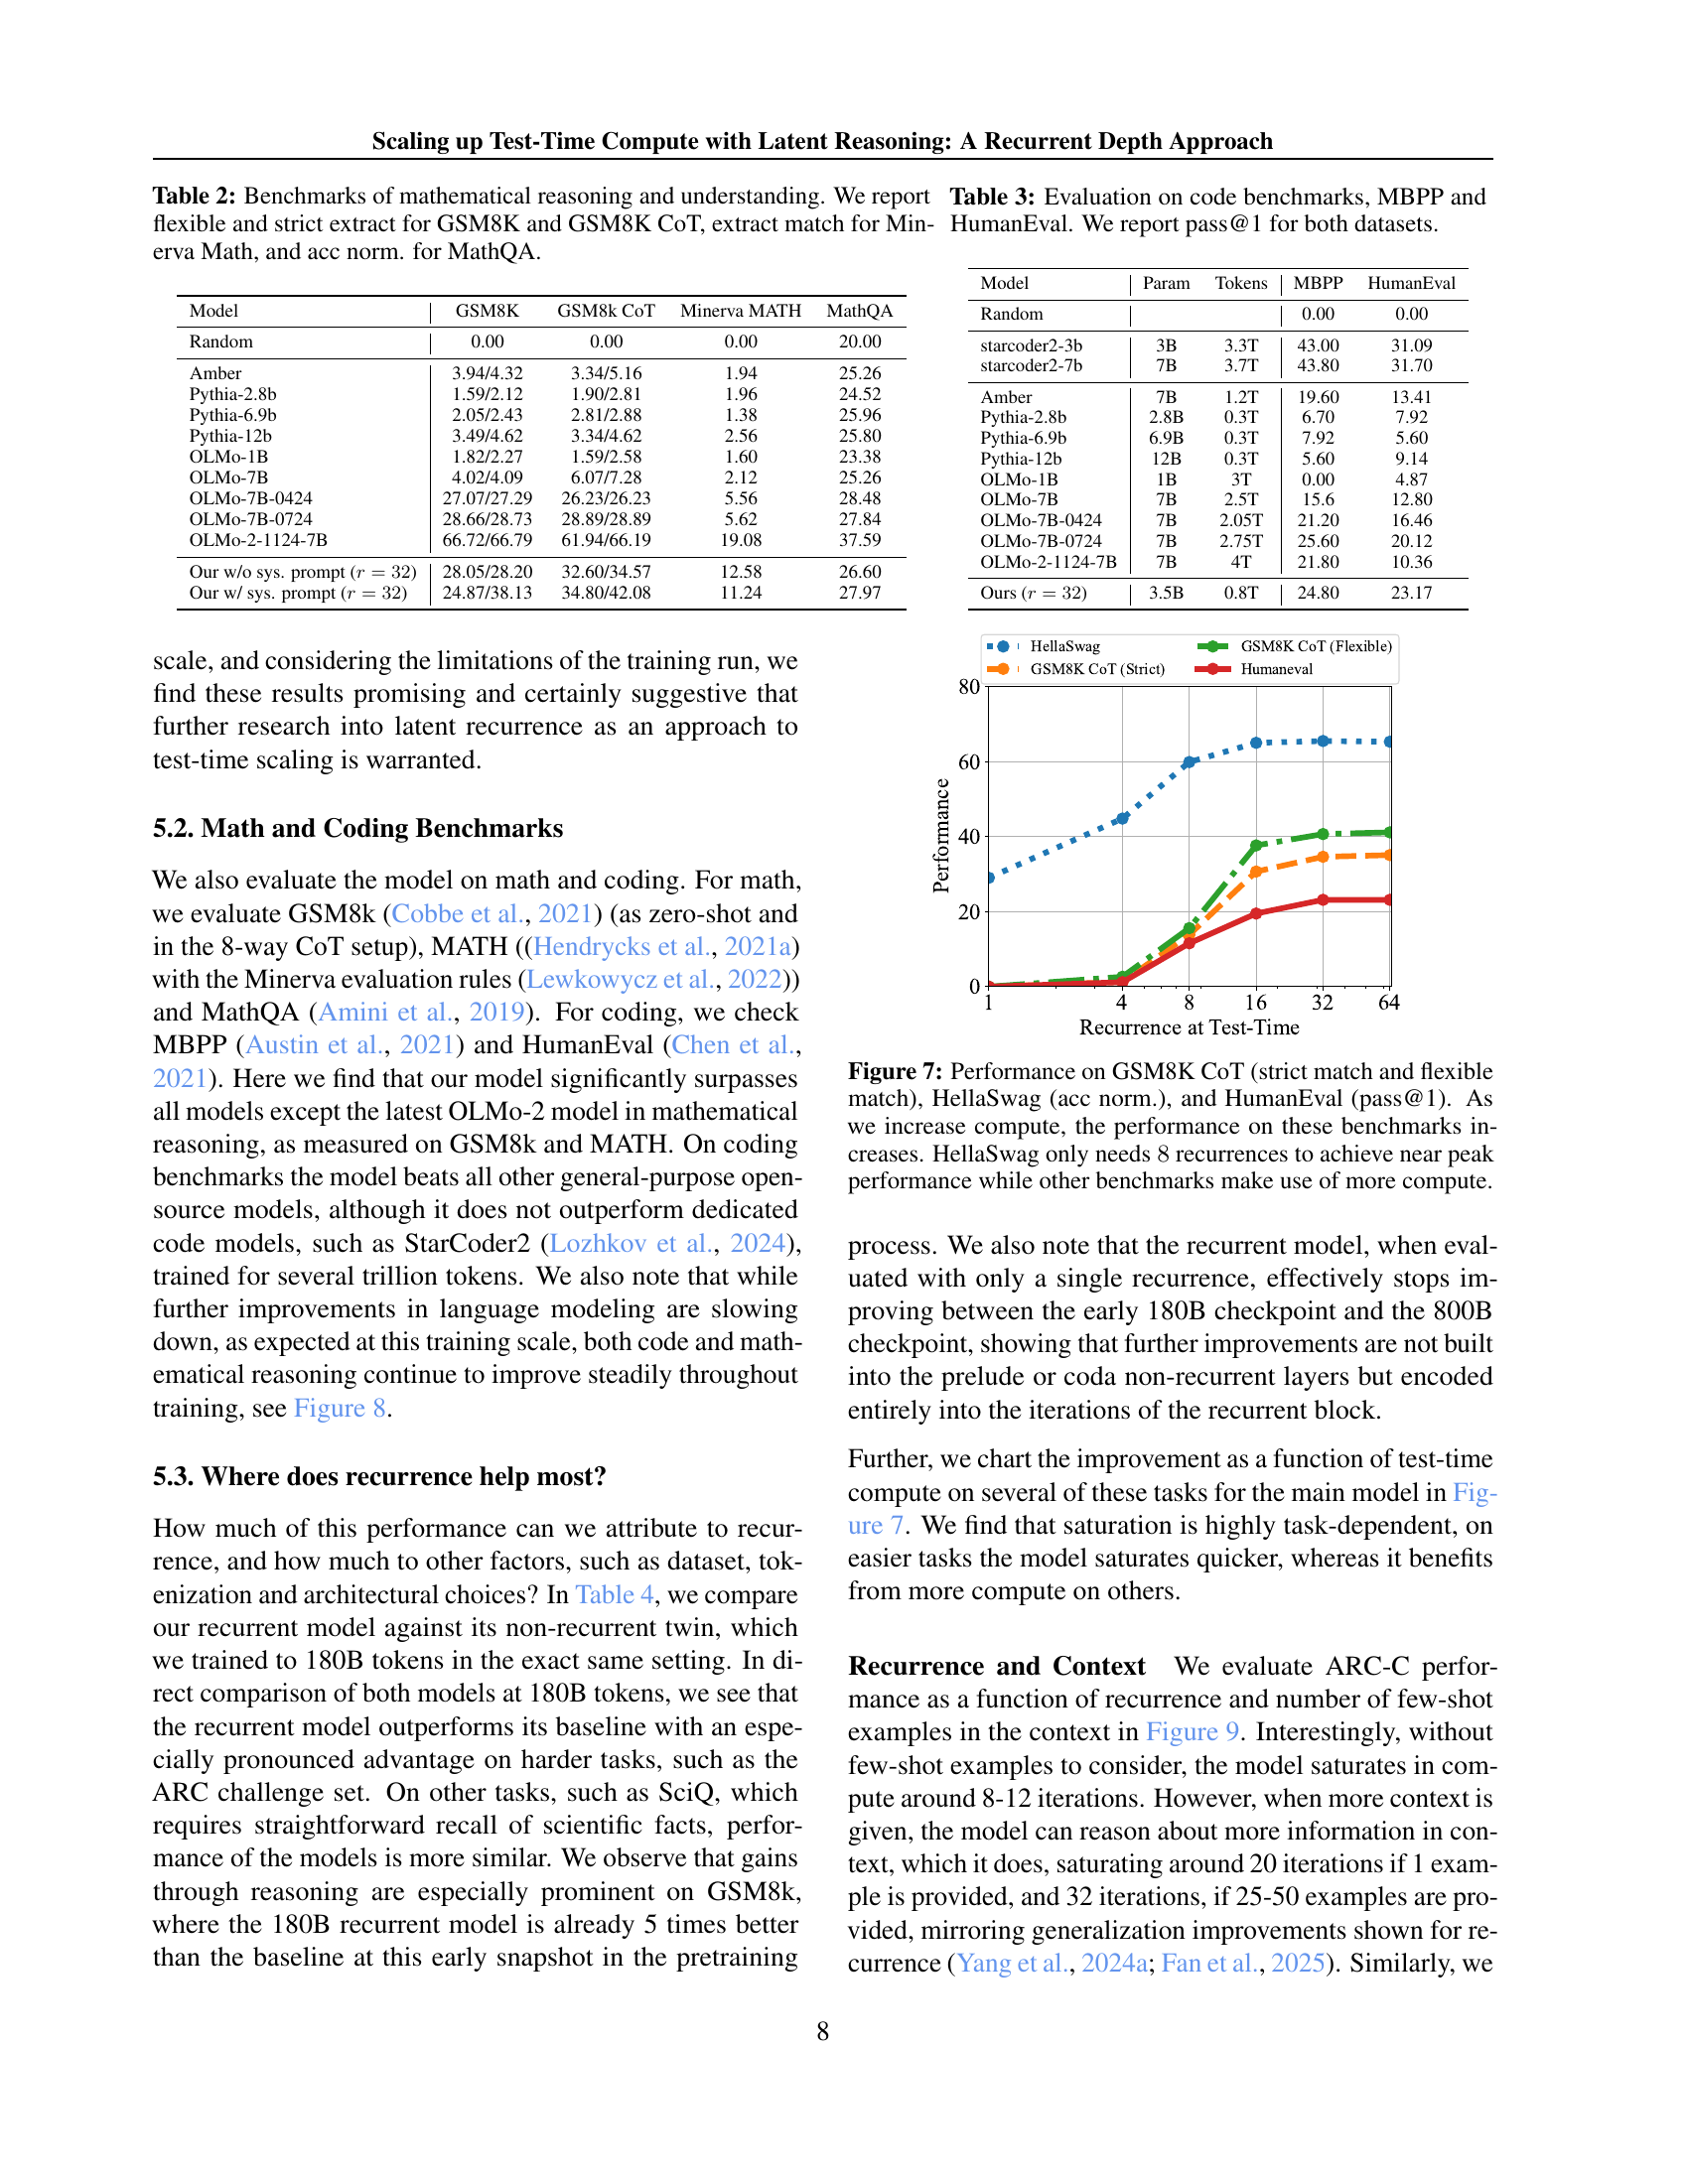 Scaling up Test-Time Compute with Latent Reasoning: A Recurrent Depth Approach
Table 2: Benchmarks of mathematical reasoning and understanding. We report
flexible and strict extract for GSM8K and GSM8K CoT, extract match for Min-
erva Math, and acc norm. for MathQA.
Model GSM8K GSM8k CoT Minerva MATH MathQA
Random 0.00 0.00 0.00 20.00
Amber 3.94/4.32 3.34/5.16 1.94 25.26
Pythia-2.8b 1.59/2.12 1.90/2.81 1.96 24.52
Pythia-6.9b 2.05/2.43 2.81/2.88 1.38 25.96
Pythia-12b 3.49/4.62 3.34/4.62 2.56 25.80
OLMo-1B 1.82/2.27 1.59/2.58 1.60 23.38
OLMo-7B 4.02/4.09 6.07/7.28 2.12 25.26
OLMo-7B-0424 27.07/27.29 26.23/26.23 5.56 28.48
OLMo-7B-0724 28.66/28.73 28.89/28.89 5.62 27.84
OLMo-2-1124-7B 66.72/66.79 61.94/66.19 19.08 37.59
Our w/o sys. prompt (r = 32) 28.05/28.20 32.60/34.57 12.58 26.60
Our w/ sys. prompt (r = 32) 24.87/38.13 34.80/42.08 11.24 27.97
Table 3: Evaluation on code benchmarks, MBPP and
HumanEval. We report pass@1 for both datasets.
Model Param Tokens MBPP HumanEval
Random 0.00 0.00
starcoder2-3b 3B 3.3T 43.00 31.09
starcoder2-7b 7B 3.7T 43.80 31.70
Amber 7B 1.2T 19.60 13.41
Pythia-2.8b 2.8B 0.3T 6.70 7.92
Pythia-6.9b 6.9B 0.3T 7.92 5.60
Pythia-12b 12B 0.3T 5.60 9.14
OLMo-1B 1B 3T 0.00 4.87
OLMo-7B 7B 2.5T 15.6 12.80
OLMo-7B-0424 7B 2.05T 21.20 16.46
OLMo-7B-0724 7B 2.75T 25.60 20.12
OLMo-2-1124-7B 7B 4T 21.80 10.36
Ours (r = 32) 3.5B 0.8T 24.80 23.17
scale, and considering the limitations of the training run, we
find these results promising and certainly suggestive that
further research into latent recurrence as an approach to
test-time scaling is warranted.
5.2. Math and Coding Benchmarks
We also evaluate the model on math and coding. For math,
we evaluate GSM8k (Cobbe et al., 2021) (as zero-shot and
in the 8-way CoT setup), MATH ((Hendrycks et al., 2021a)
with the Minerva evaluation rules (Lewkowycz et al., 2022))
and MathQA (Amini et al., 2019). For coding, we check
MBPP (Austin et al., 2021) and HumanEval (Chen et al.,
2021). Here we find that our model significantly surpasses
all models except the latest OLMo-2 model in mathematical
reasoning, as measured on GSM8k and MATH. On coding
benchmarks the model beats all other general-purpose open-
source models, although it does not outperform dedicated
code models, such as StarCoder2 (Lozhkov et al., 2024),
trained for several trillion tokens. We also note that while
further improvements in language modeling are slowing
down, as expected at this training scale, both code and math-
ematical reasoning continue to improve steadily throughout
training, see Figure 8.
5.3. Where does recurrence help most?
How much of this performance can we attribute to recur-
rence, and how much to other factors, such as dataset, tok-
enization and architectural choices? In Table 4, we compare
our recurrent model against its non-recurrent twin, which
we trained to 180B tokens in the exact same setting. In di-
rect comparison of both models at 180B tokens, we see that
the recurrent model outperforms its baseline with an espe-
cially pronounced advantage on harder tasks, such as the
ARC challenge set. On other tasks, such as SciQ, which
requires straightforward recall of scientific facts, perfor-
mance of the models is more similar. We observe that gains
through reasoning are especially prominent on GSM8k,
where the 180B recurrent model is already 5 times better
than the baseline at this early snapshot in the pretraining
HellaSwag GSM8K CoT (Flexible)
GSM8K CoT (Strict) Humaneval
80
60
40
20
0
Performance
1 4 8 16 32 64
Recurrence at Test-Time
Figure 7: Performance on GSM8K CoT (strict match and flexible
match), HellaSwag (acc norm.), and HumanEval (pass@1). As
we increase compute, the performance on these benchmarks in-
creases. HellaSwag only needs 8 recurrences to achieve near peak
performance while other benchmarks make use of more compute.
process. We also note that the recurrent model, when eval-
uated with only a single recurrence, effectively stops im-
proving between the early 180B checkpoint and the 800B
checkpoint, showing that further improvements are not built
into the prelude or coda non-recurrent layers but encoded
entirely into the iterations of the recurrent block.
Further, we chart the improvement as a function of test-time
compute on several of these tasks for the main model in Fig-
ure 7. We find that saturation is highly task-dependent, on
easier tasks the model saturates quicker, whereas it benefits
from more compute on others.
Recurrence and Context We evaluate ARC-C perfor-
mance as a function of recurrence and number of few-shot
examples in the context in Figure 9. Interestingly, without
few-shot examples to consider, the model saturates in com-
pute around 8-12 iterations. However, when more context is
given, the model can reason about more information in con-
text, which it does, saturating around 20 iterations if 1 exam-
ple is provided, and 32 iterations, if 25-50 examples are pro-
vided, mirroring generalization improvements shown for re-
currence (Yang et al., 2024a; Fan et al., 2025). Similarly, we
8